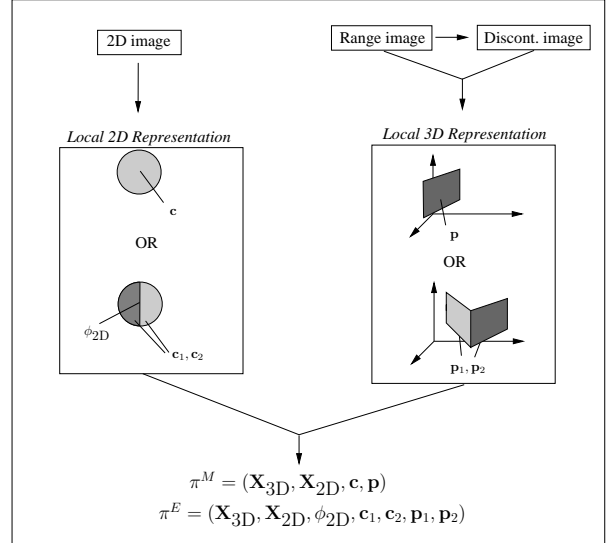 2D image
Range image
Discont. image
Local 2D Representation
Local 3D Representation
c
OR
ϕ2D
c1, c2
p
OR
p1, p2
π^M = (X3D, X2D, c, p)
π^E = (X3D, X2D, ϕ2D, c1, c2, p1, p2)